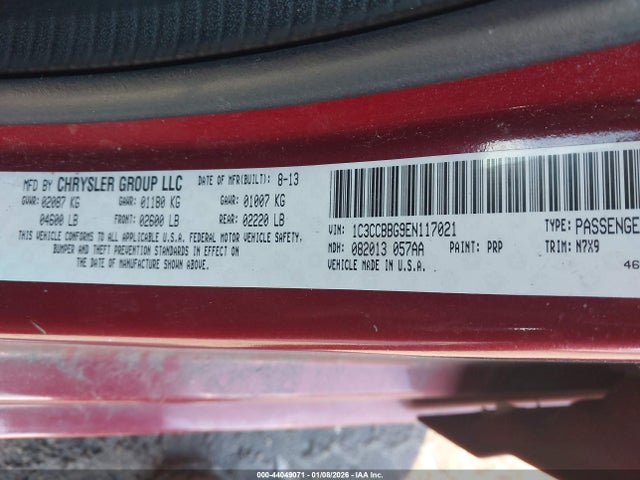 MFD BY CHRYSLER GROUP LLC DATE OF MFR(BUILT): 8-13
GVWR: 02087 KG GAWR: 01180 KG GAWR: 01007 KG
04600 LB FRONT: 02600 LB REAR: 02220 LB
THIS VEHICLE CONFORMS TO ALL APPLICABLE U.S.A. FEDERAL MOTOR VEHICLE SAFETY,
BUMPER AND THEFT PREVENTION STANDARDS IN EFFECT ON
THE DATE OF MANUFACTURE SHOWN ABOVE.
VIN: 1C3CCBBG9EN117021 TYPE: PASSENGE
MDH: 082013 057AA PAINT: PRP TRIM: N7X9
VEHICLE MADE IN U.S.A.
46
000-44049071 - 01/08/2026 - IAA Inc.